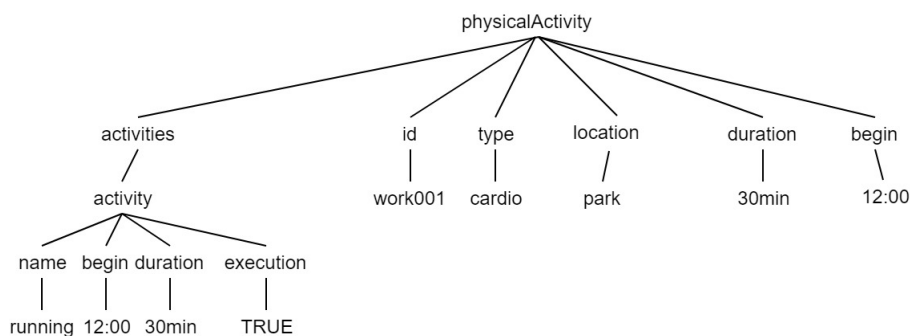 physicalActivity
activities id type location duration begin
activity work001 cardio park 30min 12:00
name begin duration execution
running 12:00 30min TRUE